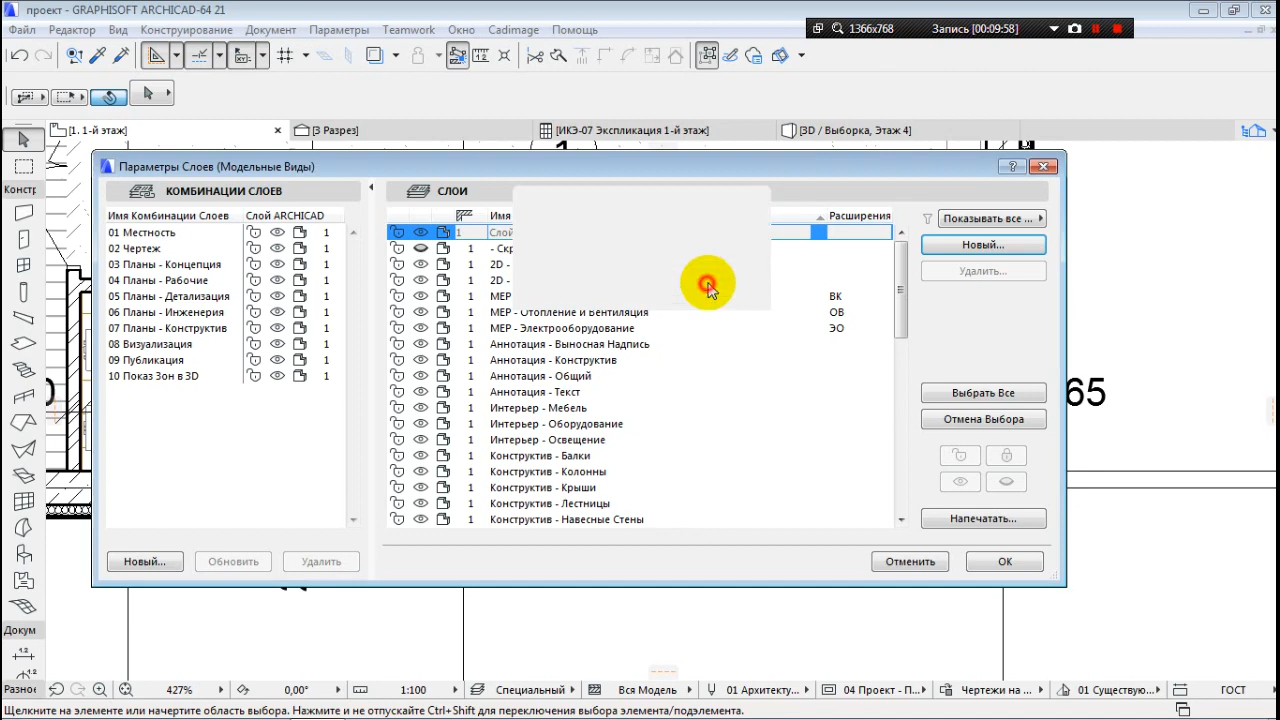 проект - GRAPHISOFT ARCHICAD-64 21
Файл Редактор Вид Конструирование Документ Параметры Teamwork Окно Cadimage Помощь
1366x768 Запись [00:09:58]
[1. 1-й этаж] [3 Разрез] [ИКЭ-07 Экспликация 1-й этаж] [3D / Выборка, Этаж 4]
Параметры Слоев (Модельные Виды)
Констр
КОМБИНАЦИИ СЛОЕВ
СЛОИ
Имя Комбинации Слоев Слой ARCHICAD
01 Местность 1
02 Чертеж 1
03 Планы - Концепция 1
04 Планы - Рабочие 1
05 Планы - Детализация 1
06 Планы - Инженерия 1
07 Планы - Конструктив 1
08 Визуализация 1
09 Публикация 1
10 Показ Зон в 3D 1
Имя Расширения
1 Слой
1 - Скр
1 2D -
1 2D -
1 MEP ВК
1 MEP - Отопление и Вентиляция ОВ
1 MEP - Электрооборудование ЭО
1 Аннотация - Выносная Надпись
1 Аннотация - Конструктив
1 Аннотация - Общий
1 Аннотация - Текст
1 Интерьер - Мебель
1 Интерьер - Оборудование
1 Интерьер - Освещение
1 Конструктив - Балки
1 Конструктив - Колонны
1 Конструктив - Крыши
1 Конструктив - Лестницы
1 Конструктив - Навесные Стены
Показывать все ...
Новый...
Удалить...
Выбрать Все
Отмена Выбора
Напечатать...
Новый... Обновить Удалить
Отменить OK
65
Докум
1.2
1.2
Разное
427% 0,00° 1:100 Специальный Вся Модель 01 Архитекту... 04 Проект - П... Чертежи на ... 01 Существую... ГОСТ
Щелкните на элементе или начертите область выбора. Нажмите и не отпускайте Ctrl+Shift для переключения выбора элемента/подэлемента.